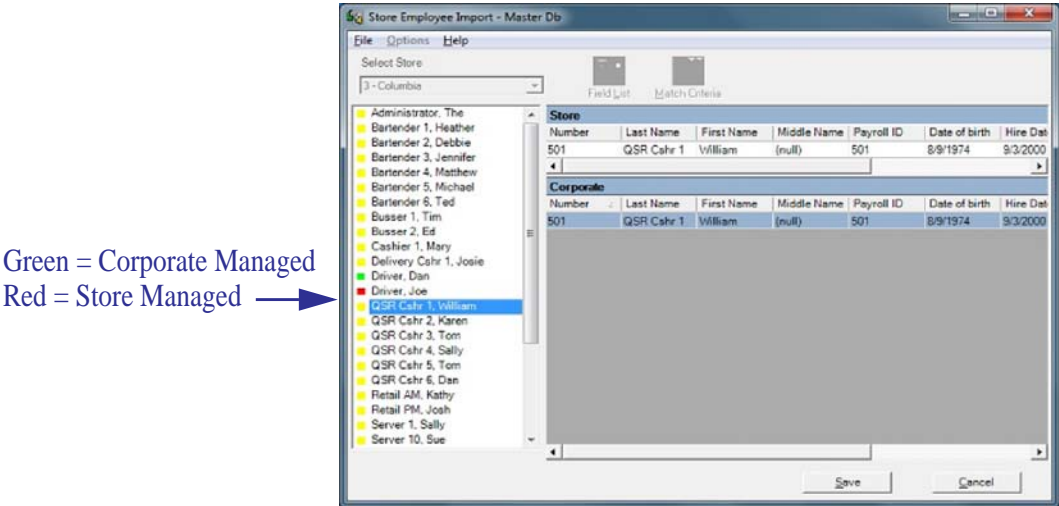 Store Employee Import - Master Db
File Options Help
Select Store
3 - Columbia
Field List Match Criteria
Administrator, The
Bartender 1, Heather
Bartender 2, Debbie
Bartender 3, Jennifer
Bartender 4, Matthew
Bartender 5, Michael
Bartender 6, Ted
Busser 1, Tim
Busser 2, Ed
Cashier 1, Mary
Delivery Cshr 1, Josie
Driver, Dan
Driver, Joe
QSR Cshr 1, William
QSR Cshr 2, Karen
QSR Cshr 3, Tom
QSR Cshr 4, Sally
QSR Cshr 5, Tom
QSR Cshr 6, Dan
Retail AM, Kathy
Retail PM, Josh
Server 1, Sally
Server 10, Sue
Store
Number Last Name First Name Middle Name Payroll ID Date of birth Hire Dat
501 QSR Cshr 1 William (null) 501 8/9/1974 9/3/2000
Corporate
Number Last Name First Name Middle Name Payroll ID Date of birth Hire Dat
501 QSR Cshr 1 William (null) 501 8/9/1974 9/3/2000
Save Cancel
Green = Corporate Managed
Red = Store Managed